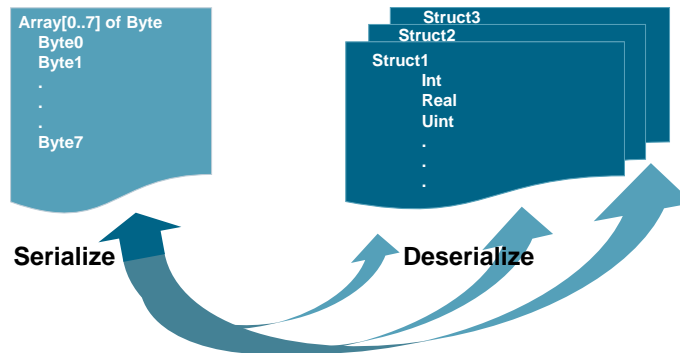 Array[0..7] of Byte
Byte0
Byte1
.
.
.
Byte7
Struct3
Struct2
Struct1
Int
Real
Uint
.
.
.
Serialize
Deserialize